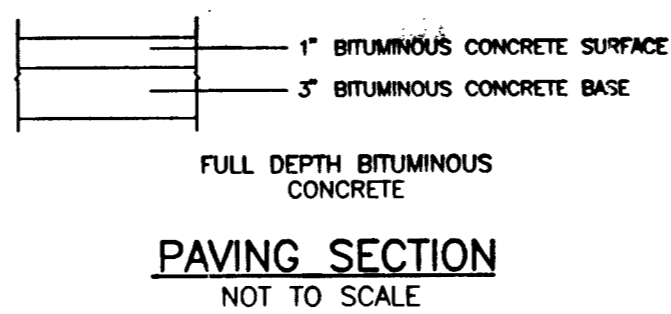 1" BITUMINOUS CONCRETE SURFACE
3" BITUMINOUS CONCRETE BASE
FULL DEPTH BITUMINOUS
CONCRETE
PAVING SECTION
NOT TO SCALE